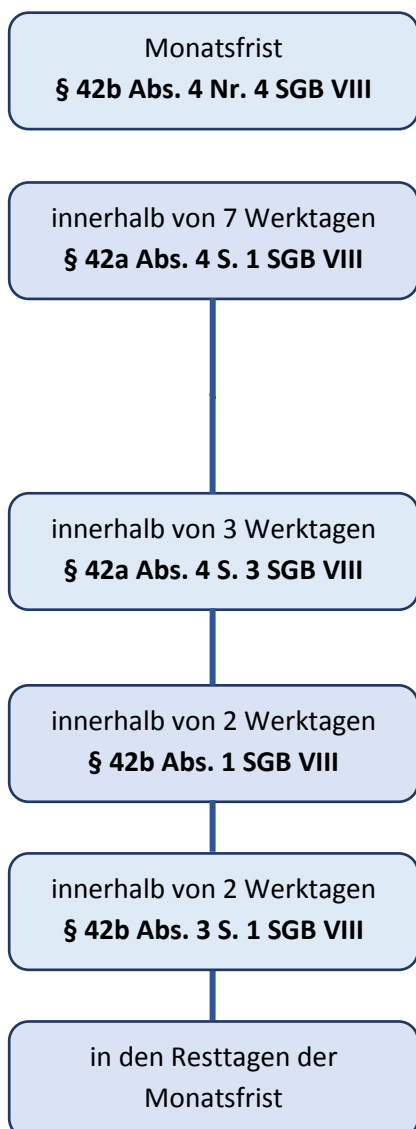 Monatsfrist
§ 42b Abs. 4 Nr. 4 SGB VIII
innerhalb von 7 Werktagen
§ 42a Abs. 4 S. 1 SGB VIII
innerhalb von 3 Werktagen
§ 42a Abs. 4 S. 3 SGB VIII
innerhalb von 2 Werktagen
§ 42b Abs. 1 SGB VIII
innerhalb von 2 Werktagen
§ 42b Abs. 3 S. 1 SGB VIII
in den Resttagen der
Monatsfrist